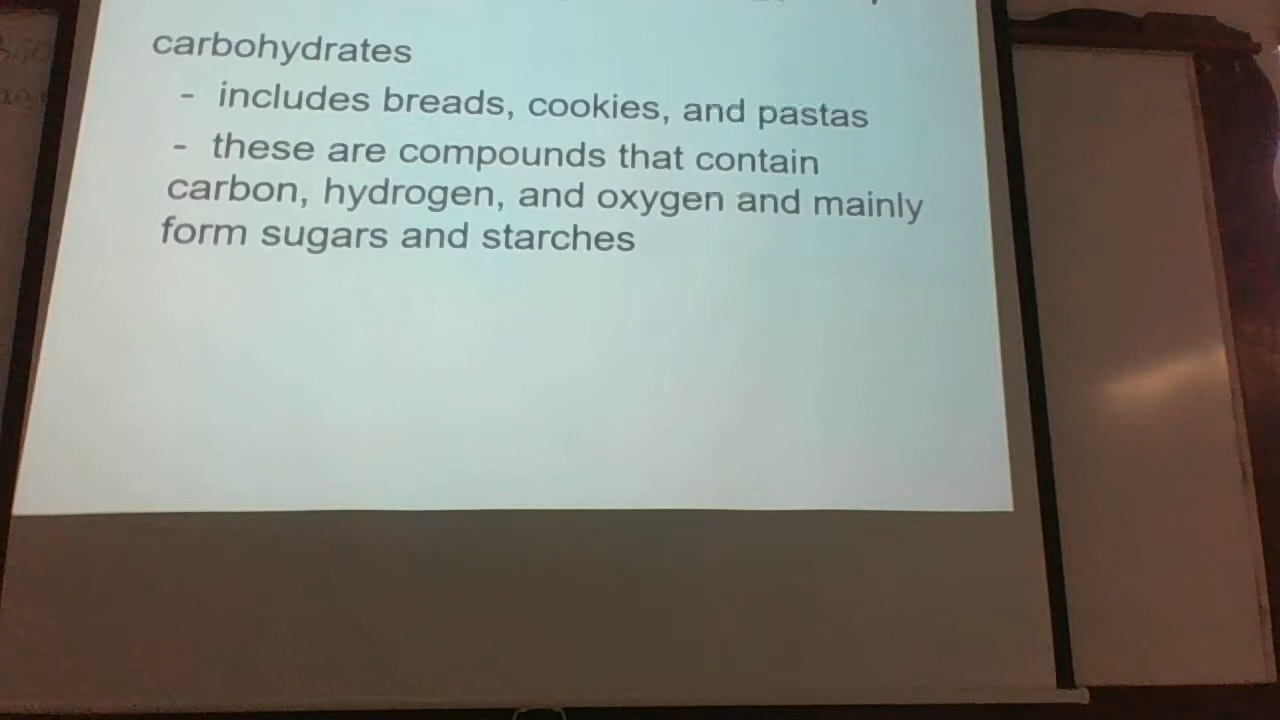 carbohydrates
- includes breads, cookies, and pastas
- these are compounds that contain
carbon, hydrogen, and oxygen and mainly
form sugars and starches